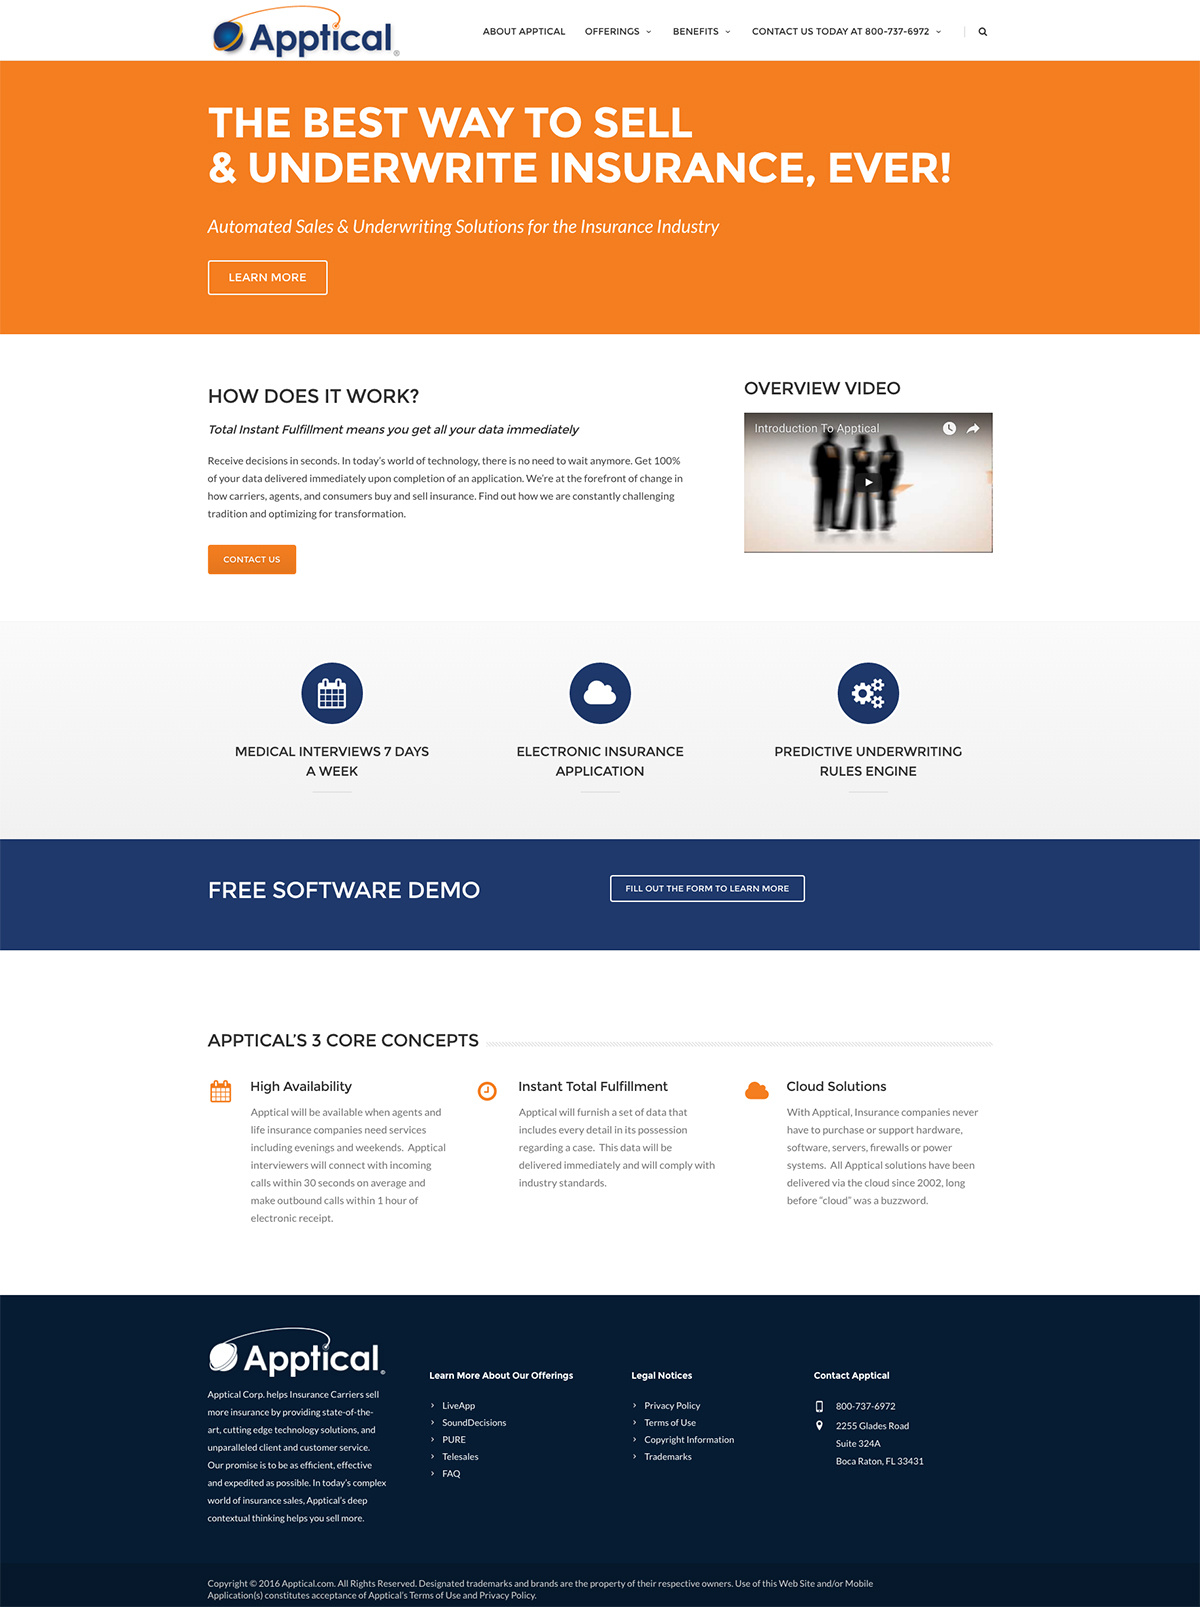 Apptical®
ABOUT APPTICAL
OFFERINGS
BENEFITS
CONTACT US TODAY AT 800-737-6972
THE BEST WAY TO SELL
& UNDERWRITE INSURANCE, EVER!
Automated Sales & Underwriting Solutions for the Insurance Industry
LEARN MORE
HOW DOES IT WORK?
Total Instant Fulfillment means you get all your data immediately
Receive decisions in seconds. In today’s world of technology, there is no need to wait anymore. Get 100%
of your data delivered immediately upon completion of an application. We’re at the forefront of change in
how carriers, agents, and consumers buy and sell insurance. Find out how we are constantly challenging
tradition and optimizing for transformation.
CONTACT US
OVERVIEW VIDEO
Introduction To Apptical
MEDICAL INTERVIEWS 7 DAYS
A WEEK
ELECTRONIC INSURANCE
APPLICATION
PREDICTIVE UNDERWRITING
RULES ENGINE
FREE SOFTWARE DEMO
FILL OUT THE FORM TO LEARN MORE
APPTICAL’S 3 CORE CONCEPTS
High Availability
Apptical will be available when agents and
life insurance companies need services
including evenings and weekends.  Apptical
interviewers will connect with incoming
calls within 30 seconds on average and
make outbound calls within 1 hour of
electronic receipt.
Instant Total Fulfillment
Apptical will furnish a set of data that
includes every detail in its possession
regarding a case.  This data will be
delivered immediately and will comply with
industry standards.
Cloud Solutions
With Apptical, Insurance companies never
have to purchase or support hardware,
software, servers, firewalls or power
systems.  All Apptical solutions have been
delivered via the cloud since 2002, long
before “cloud” was a buzzword.
Apptical®
Apptical Corp. helps Insurance Carriers sell
more insurance by providing state-of-the-
art, cutting edge technology solutions, and
unparalleled client and customer service.
Our promise is to be as efficient, effective
and expedited as possible. In today’s complex
world of insurance sales, Apptical’s deep
contextual thinking helps you sell more.
Learn More About Our Offerings
LiveApp
SoundDecisions
PURE
Telesales
FAQ
Legal Notices
Privacy Policy
Terms of Use
Copyright Information
Trademarks
Contact Apptical
800-737-6972
2255 Glades Road
Suite 324A
Boca Raton, FL 33431
Copyright © 2016 Apptical.com. All Rights Reserved. Designated trademarks and brands are the property of their respective owners. Use of this Web Site and/or Mobile
Application(s) constitutes acceptance of Apptical’s Terms of Use and Privacy Policy.